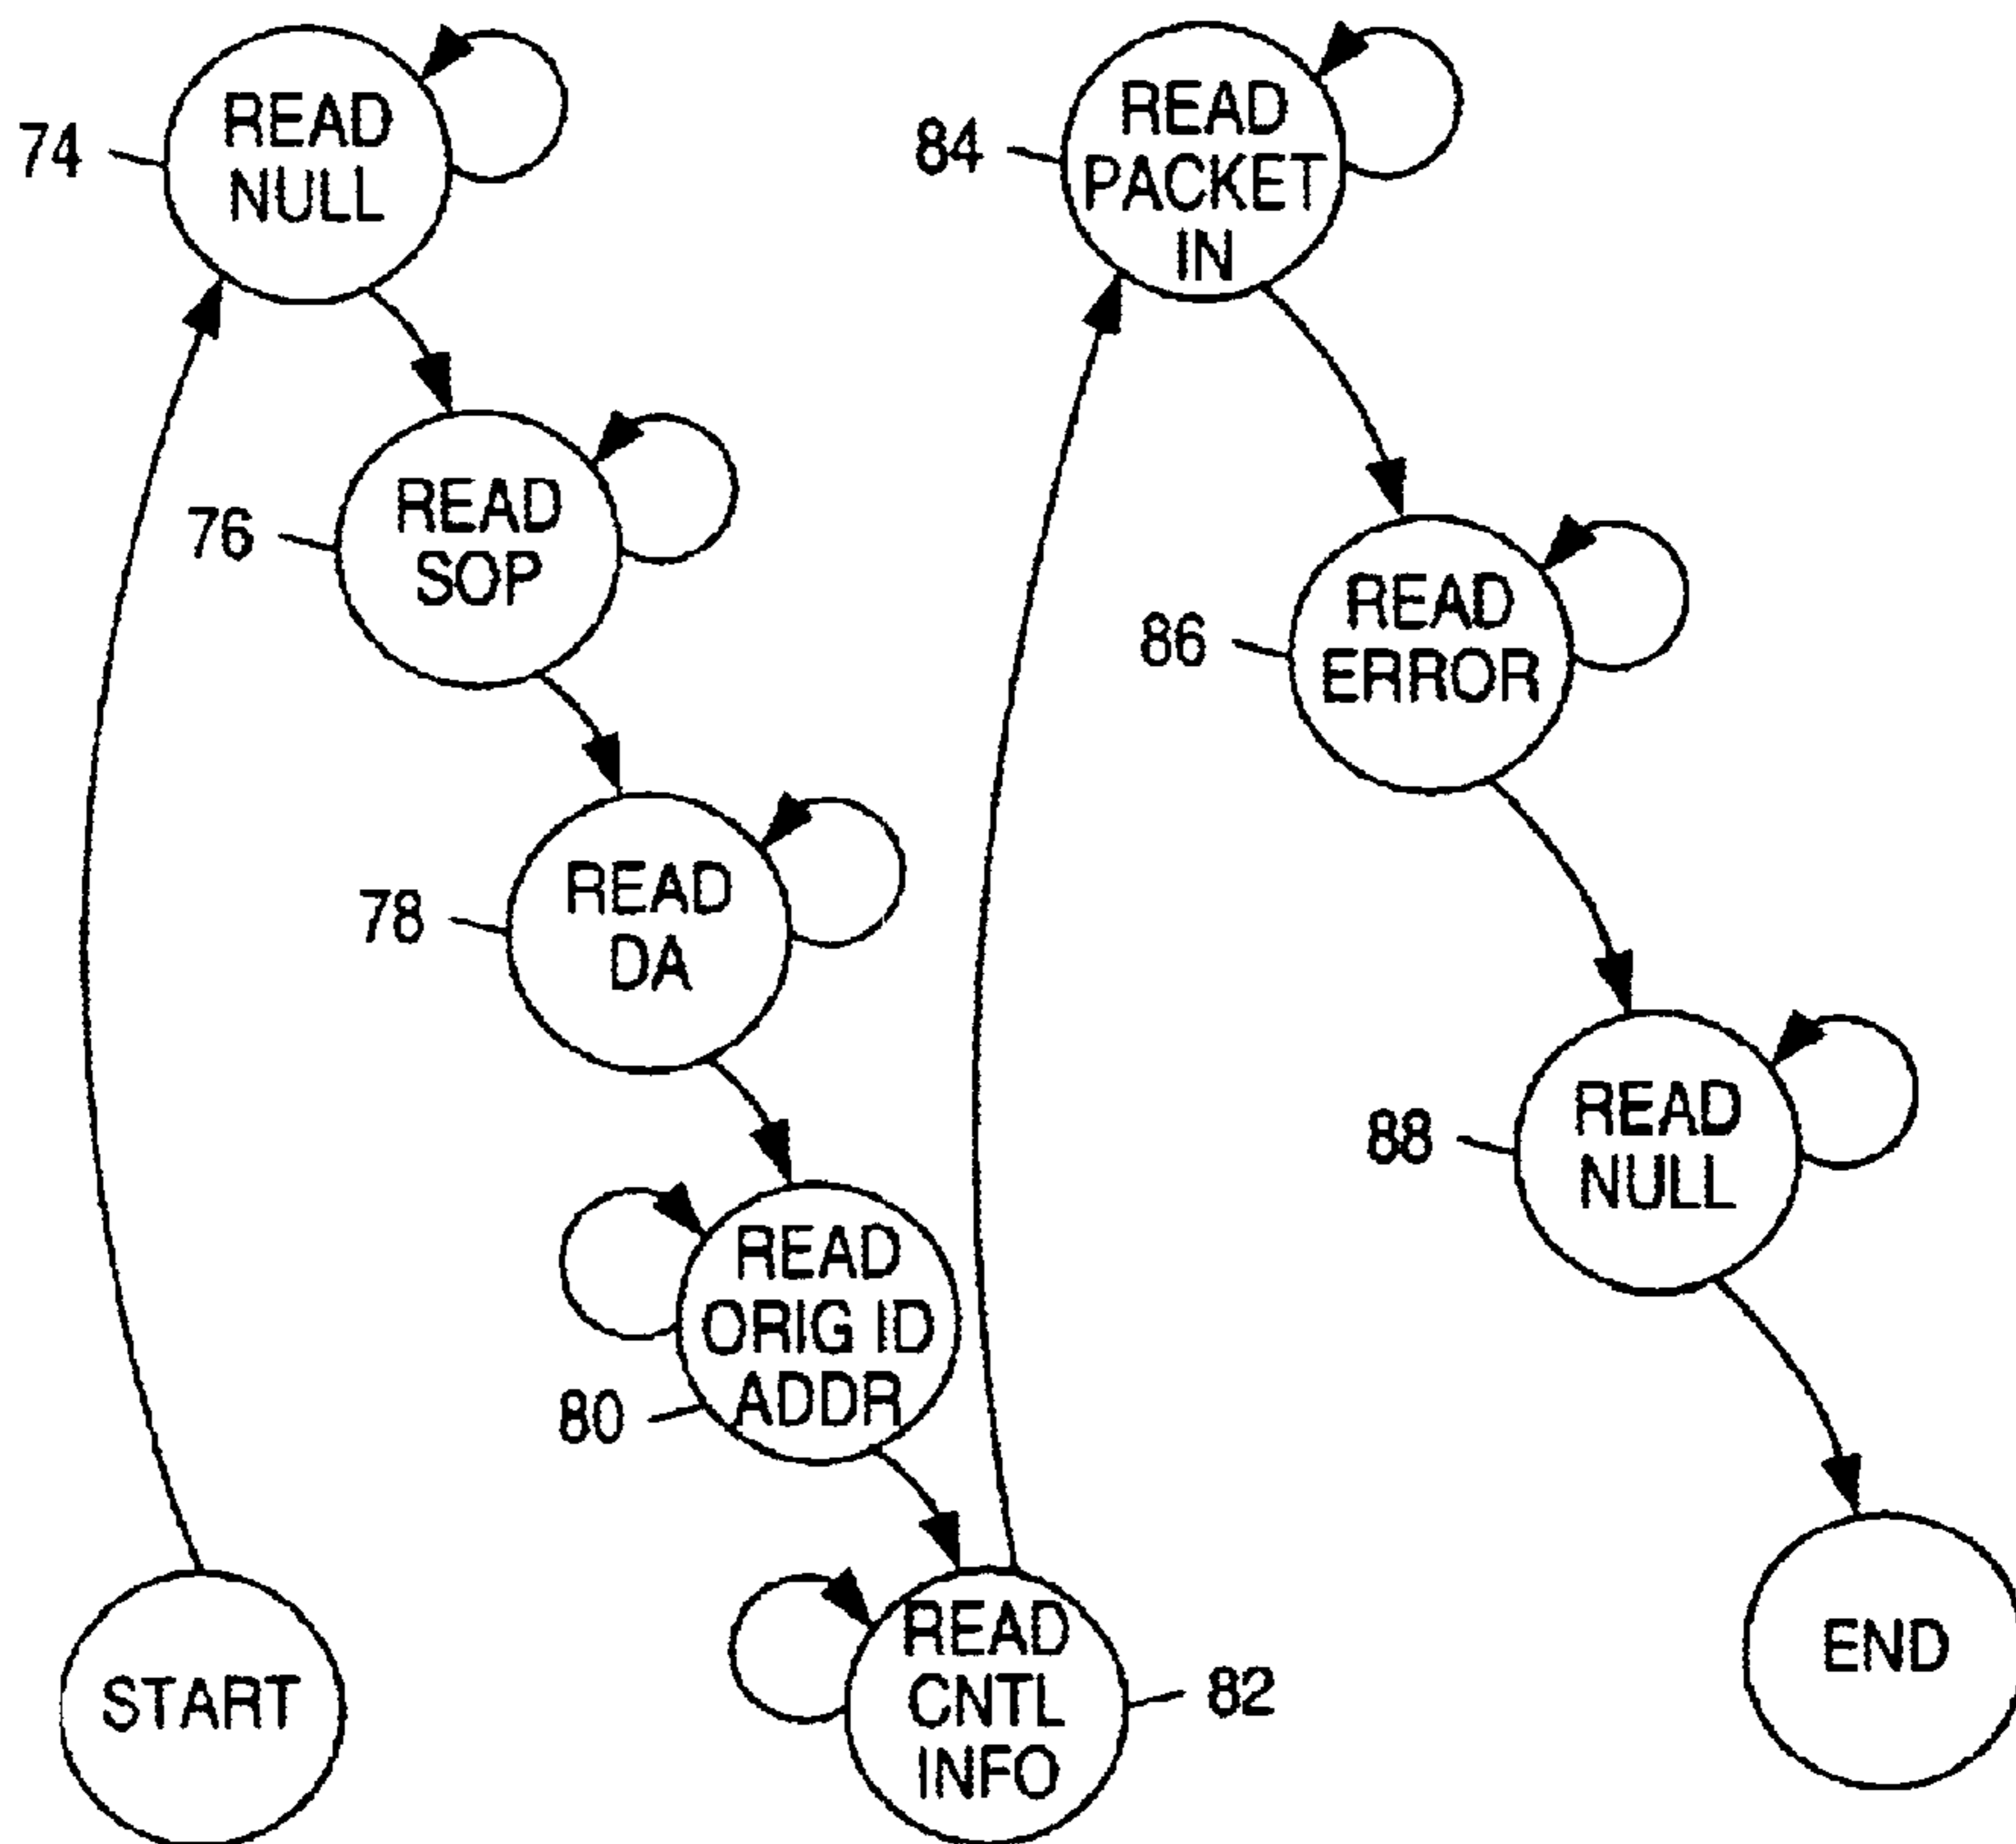 74
READ
NULL
76
READ
SOP
78
READ
DA
80
READ
ORIG ID
ADDR
START
READ
CNTL
INFO
82
84
READ
PACKET
IN
86
READ
ERROR
88
READ
NULL
END